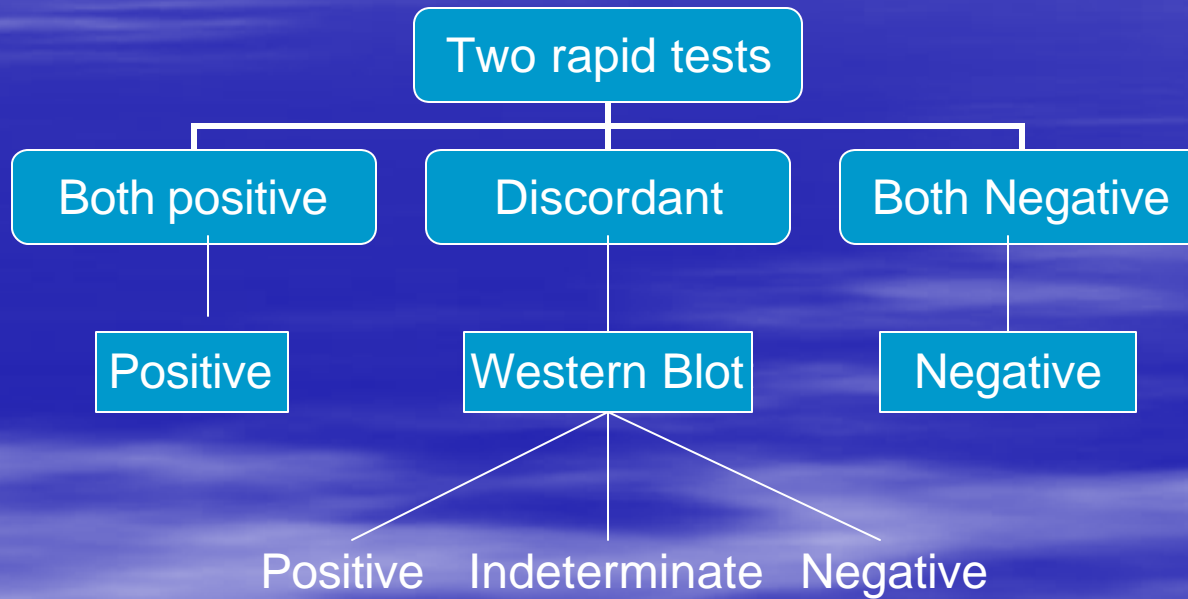 Two rapid tests
Both positive
Discordant
Both Negative
Positive
Western Blot
Negative
Positive
Indeterminate
Negative